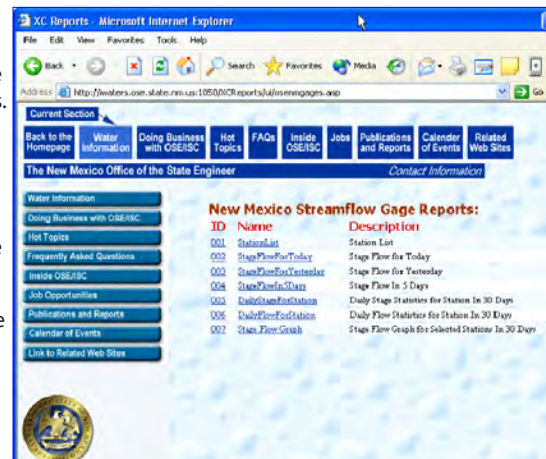 XC Reports - Microsoft Internet Explorer
File Edit View Favorites Tools Help
Back Search Favorites Media
Address http://waters.ose.state.nm.us:1050/XCReports/ui/osenmgages.asp Go
Current Section
Back to the Homepage
Water Information
Doing Business with OSE/ISC
Hot Topics
FAQs
Inside OSE/ISC
Jobs
Publications and Reports
Calender of Events
Related Web Sites
The New Mexico Office of the State Engineer Contact Information
Water Information
Doing Business with OSE/ISC
Hot Topics
Frequently Asked Questions
Inside OSE/ISC
Job Opportunities
Publications and Reports
Calendar of Events
Link to Related Web Sites
New Mexico Streamflow Gage Reports:
ID Name Description
001 StationList Station List
002 StageFlowForToday Stage Flow for Today
003 StageFlowForYesterday Stage Flow for Yesterday
004 StageFlowIn5Days Stage Flow In 5 Days
005 DailyStageForStation Daily Stage Statistics for Station In 30 Days
006 DailyFlowForStation Daily Flow Statistics for Station In 30 Days
007 Stage Flow Graph Stage Flow Graph for Selected Stations In 30 Days